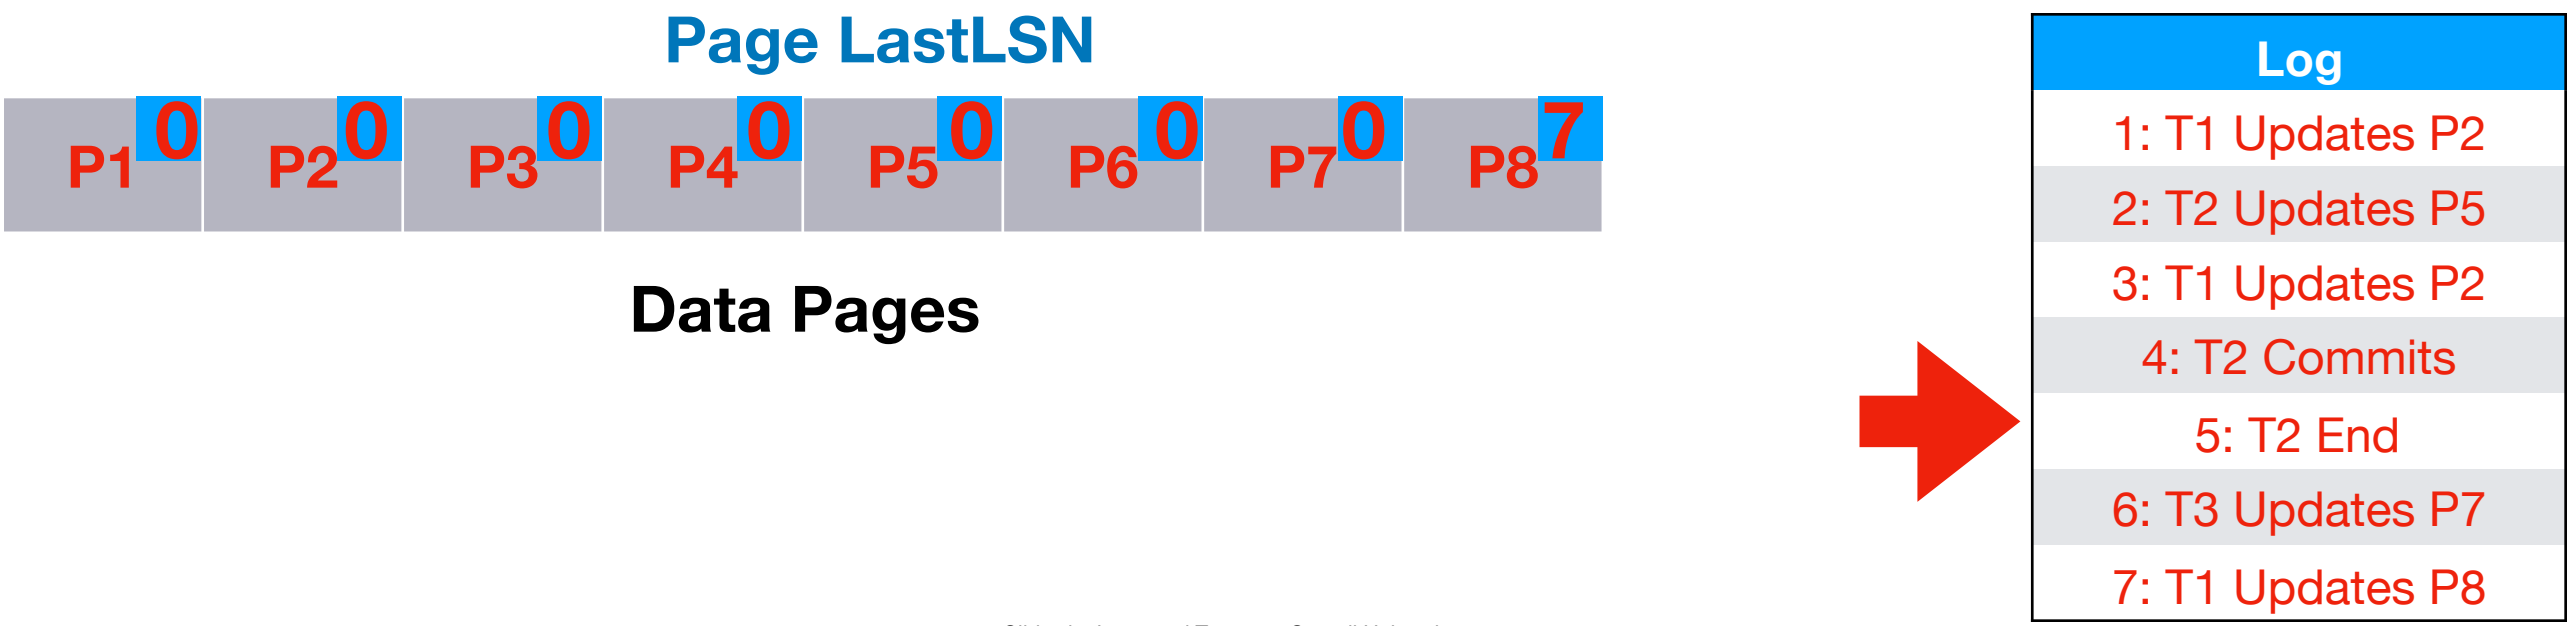 Page LastLSN
P1 0 P2 0 P3 0 P4 0 P5 0 P6 0 P7 0 P8 7
Data Pages
Log
1: T1 Updates P2
2: T2 Updates P5
3: T1 Updates P2
4: T2 Commits
5: T2 End
6: T3 Updates P7
7: T1 Updates P8